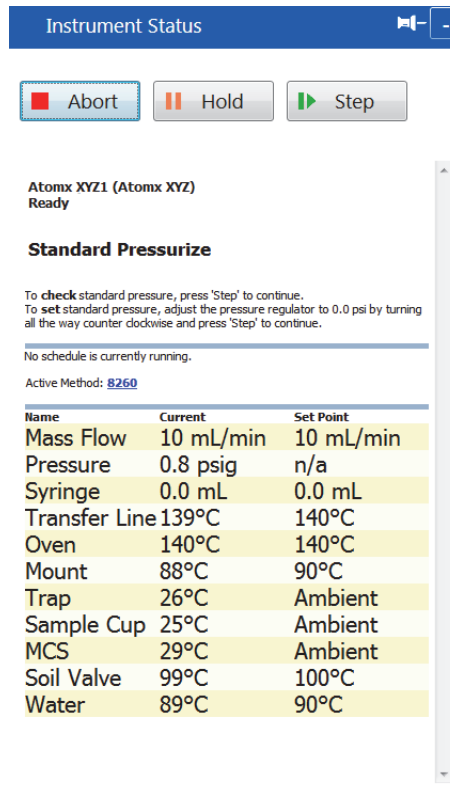 Instrument Status
Abort Hold Step
Atomx XYZ1 (Atomx XYZ)
Ready
Standard Pressurize
To check standard pressure, press 'Step' to continue.
To set standard pressure, adjust the pressure regulator to 0.0 psi by turning
all the way counter clockwise and press 'Step' to continue.
No schedule is currently running.
Active Method: 8260
Name Current Set Point
Mass Flow 10 mL/min 10 mL/min
Pressure 0.8 psig n/a
Syringe 0.0 mL 0.0 mL
Transfer Line 139°C 140°C
Oven 140°C 140°C
Mount 88°C 90°C
Trap 26°C Ambient
Sample Cup 25°C Ambient
MCS 29°C Ambient
Soil Valve 99°C 100°C
Water 89°C 90°C